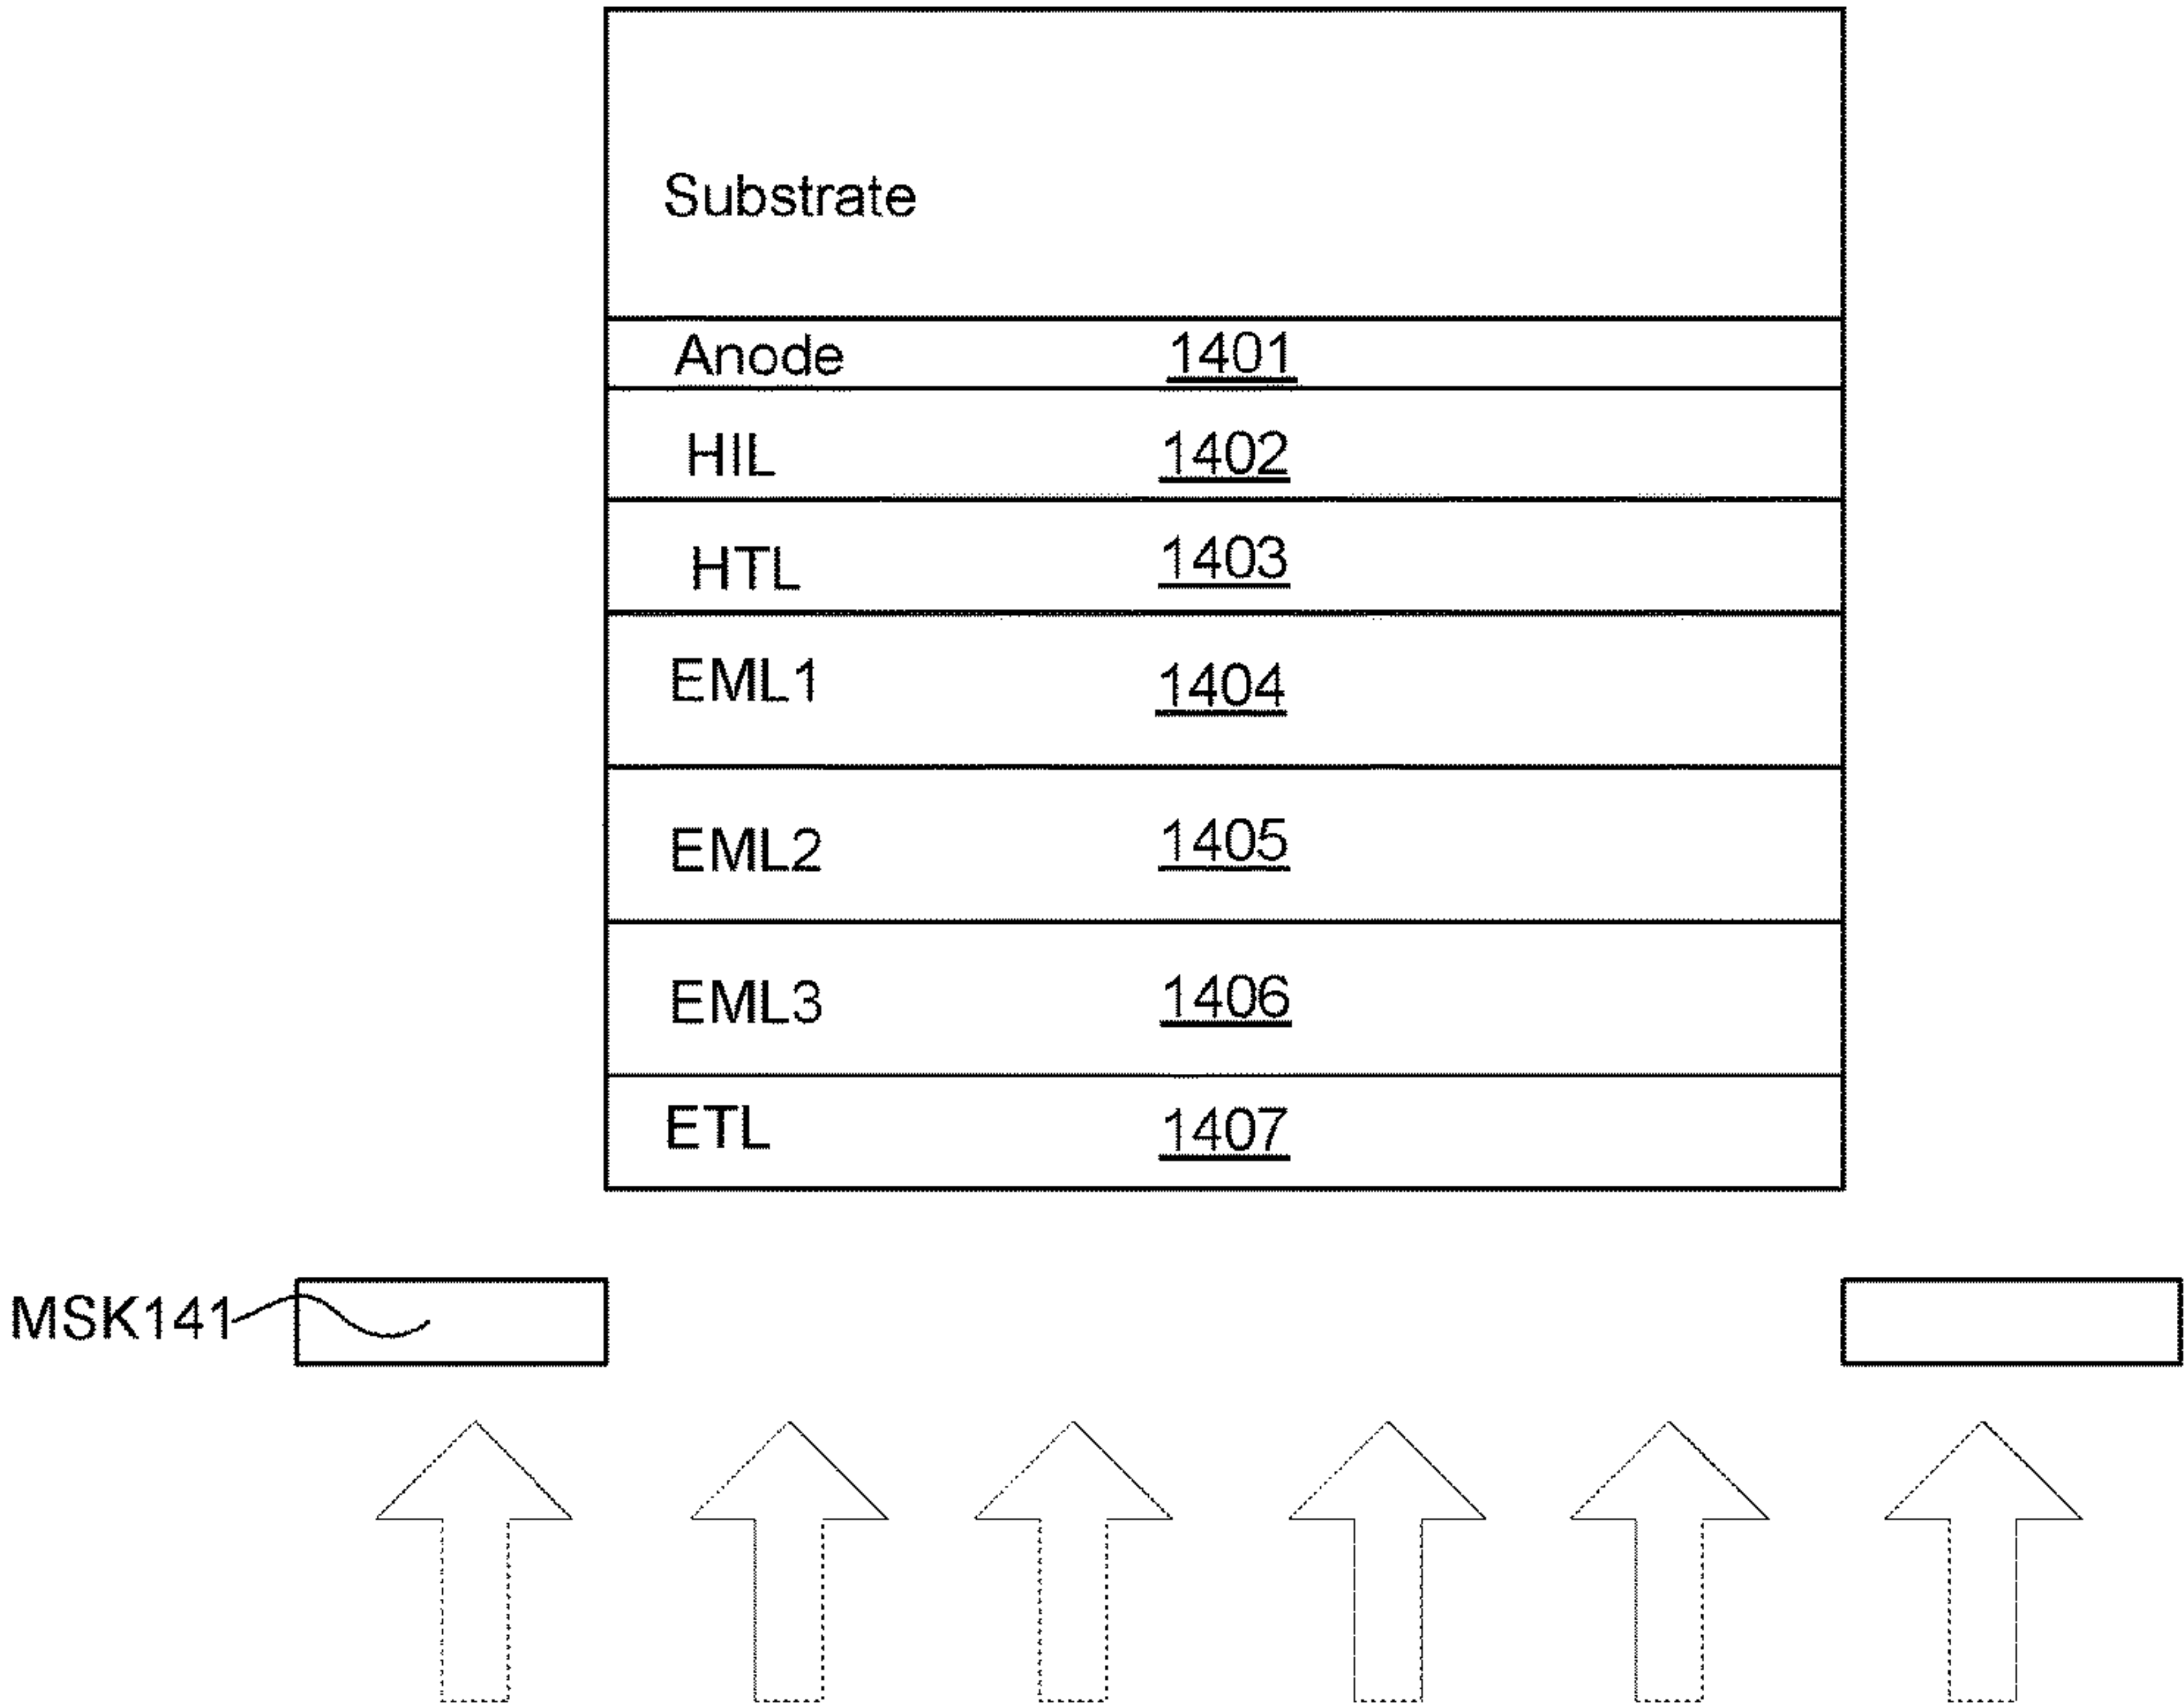 Substrate
Anode 1401
HIL 1402
HTL 1403
EML1 1404
EML2 1405
EML3 1406
ETL 1407
MSK141